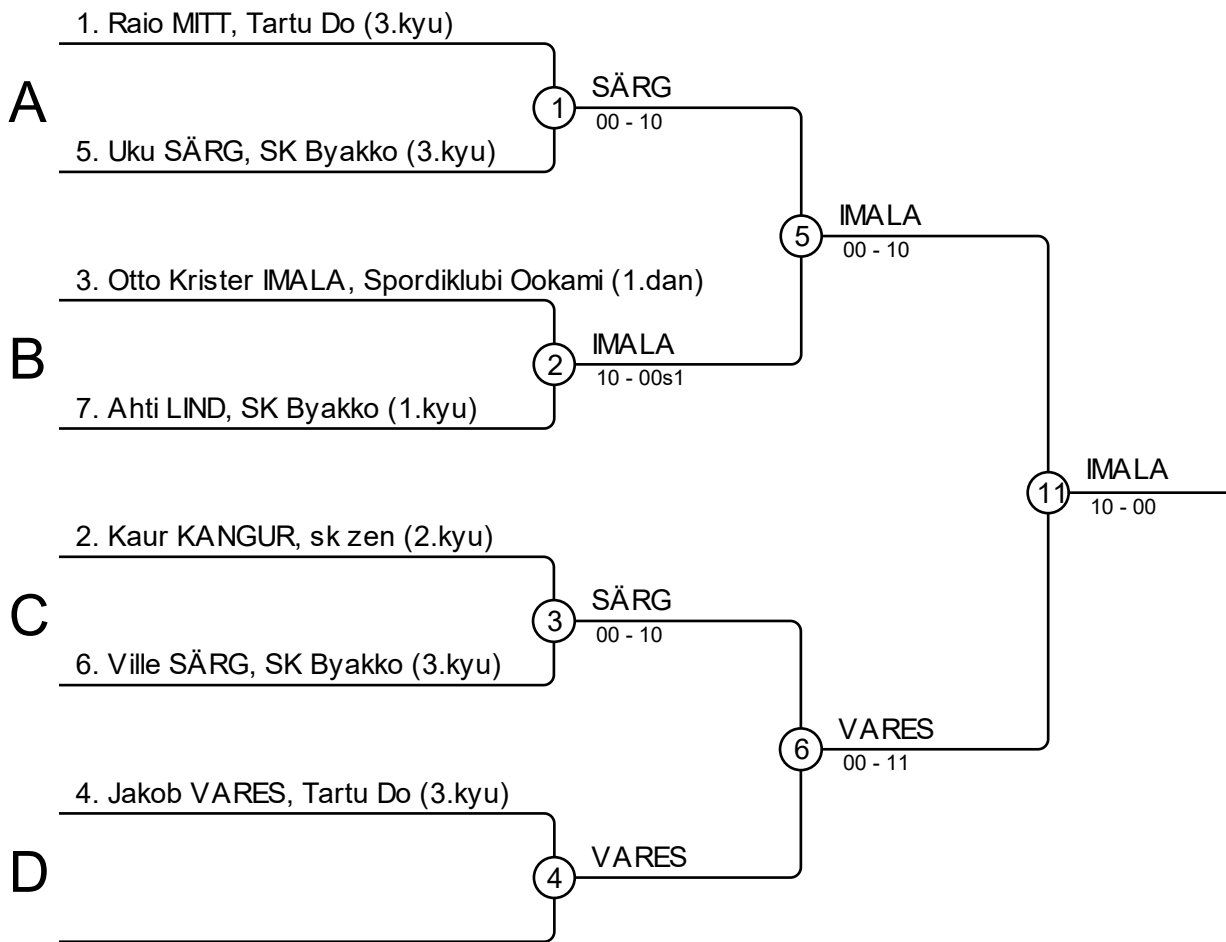 1. Raio MITT, Tartu Do (3.kyu)
A
1
SÄRG
00 - 10
5. Uku SÄRG, SK Byakko (3.kyu)
5
IMALA
00 - 10
3. Otto Krister IMALA, Spordiklubi Ookami (1.dan)
B
2
IMALA
10 - 00s1
7. Ahti LIND, SK Byakko (1.kyu)
11
IMALA
10 - 00
2. Kaur KANGUR, sk zen (2.kyu)
C
3
SÄRG
00 - 10
6. Ville SÄRG, SK Byakko (3.kyu)
6
VARES
00 - 11
4. Jakob VARES, Tartu Do (3.kyu)
D
4
VARES